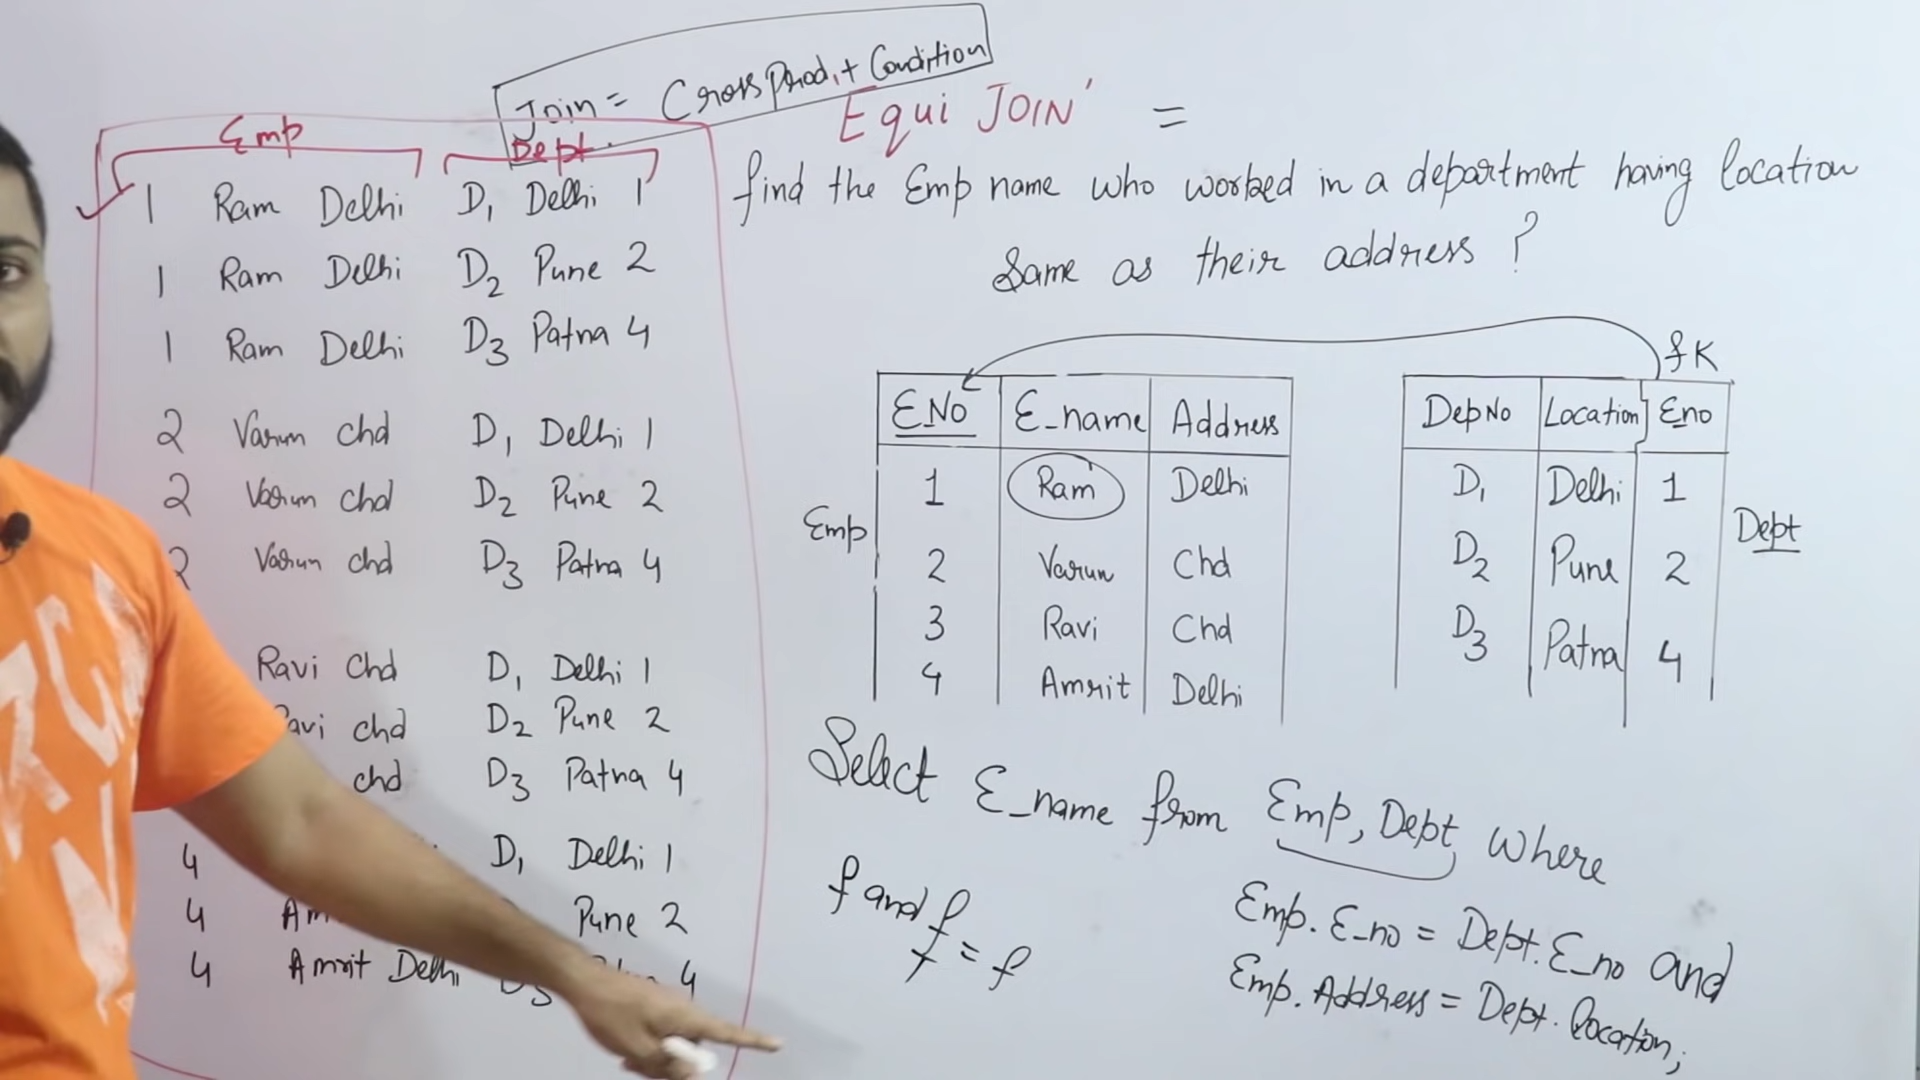 Join = Cross Prod. + Condition
Equi JOIN' =
find the Emp name who worked in a department having location
Same as their address ?
Emp Dept.
1 Ram Delhi D1 Delhi 1
1 Ram Delhi D2 Pune 2
1 Ram Delhi D3 Patna 4
2 Varun chd D1 Delhi 1
2 Varun chd D2 Pune 2
2 Varun chd D3 Patna 4
Ravi chd D1 Delhi 1
Ravi chd D2 Pune 2
chd D3 Patna 4
4 D1 Delhi 1
4 Am Pune 2
4 Amrit Delhi D3 4
fK
E.No E_name Address
1 Ram Delhi
2 Varun Chd
3 Ravi Chd
4 Amrit Delhi
Emp
DepNo Location Eno
D1 Delhi 1
D2 Pune 2
D3 Patna 4
Dept
Select E_name from Emp, Dept where
Emp. E_no = Dept. E_no and
Emp. Address = Dept. location;
f and f
= f